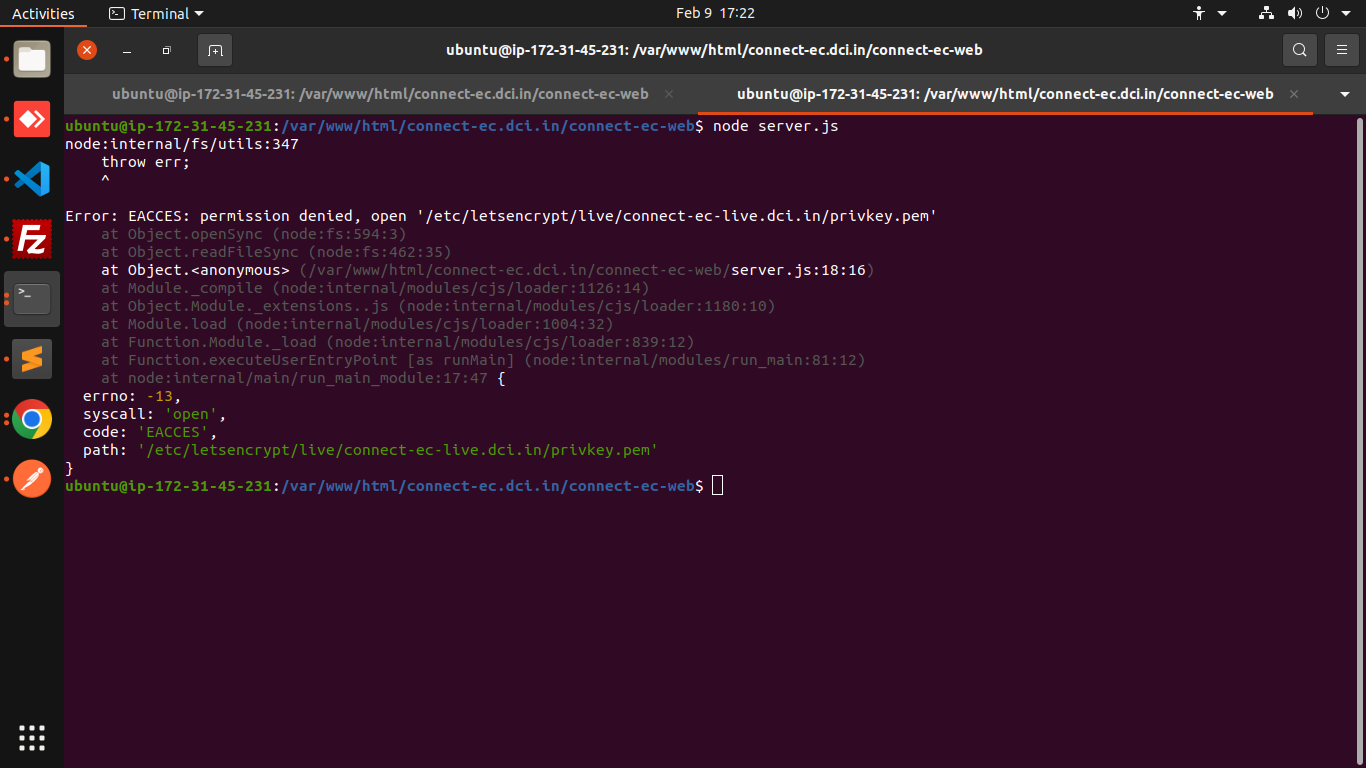 Activities
Terminal
Feb 9 17:22
ubuntu@ip-172-31-45-231: /var/www/html/connect-ec.dci.in/connect-ec-web
ubuntu@ip-172-31-45-231: /var/www/html/connect-ec.dci.in/connect-ec-web
ubuntu@ip-172-31-45-231: /var/www/html/connect-ec.dci.in/connect-ec-web
ubuntu@ip-172-31-45-231:/var/www/html/connect-ec.dci.in/connect-ec-web$ node server.js
node:internal/fs/utils:347
    throw err;
    ^

Error: EACCES: permission denied, open '/etc/letsencrypt/live/connect-ec-live.dci.in/privkey.pem'
    at Object.openSync (node:fs:594:3)
    at Object.readFileSync (node:fs:462:35)
    at Object.<anonymous> (/var/www/html/connect-ec.dci.in/connect-ec-web/server.js:18:16)
    at Module._compile (node:internal/modules/cjs/loader:1126:14)
    at Object.Module._extensions..js (node:internal/modules/cjs/loader:1180:10)
    at Module.load (node:internal/modules/cjs/loader:1004:32)
    at Function.Module._load (node:internal/modules/cjs/loader:839:12)
    at Function.executeUserEntryPoint [as runMain] (node:internal/modules/run_main:81:12)
    at node:internal/main/run_main_module:17:47 {
  errno: -13,
  syscall: 'open',
  code: 'EACCES',
  path: '/etc/letsencrypt/live/connect-ec-live.dci.in/privkey.pem'
}
ubuntu@ip-172-31-45-231:/var/www/html/connect-ec.dci.in/connect-ec-web$